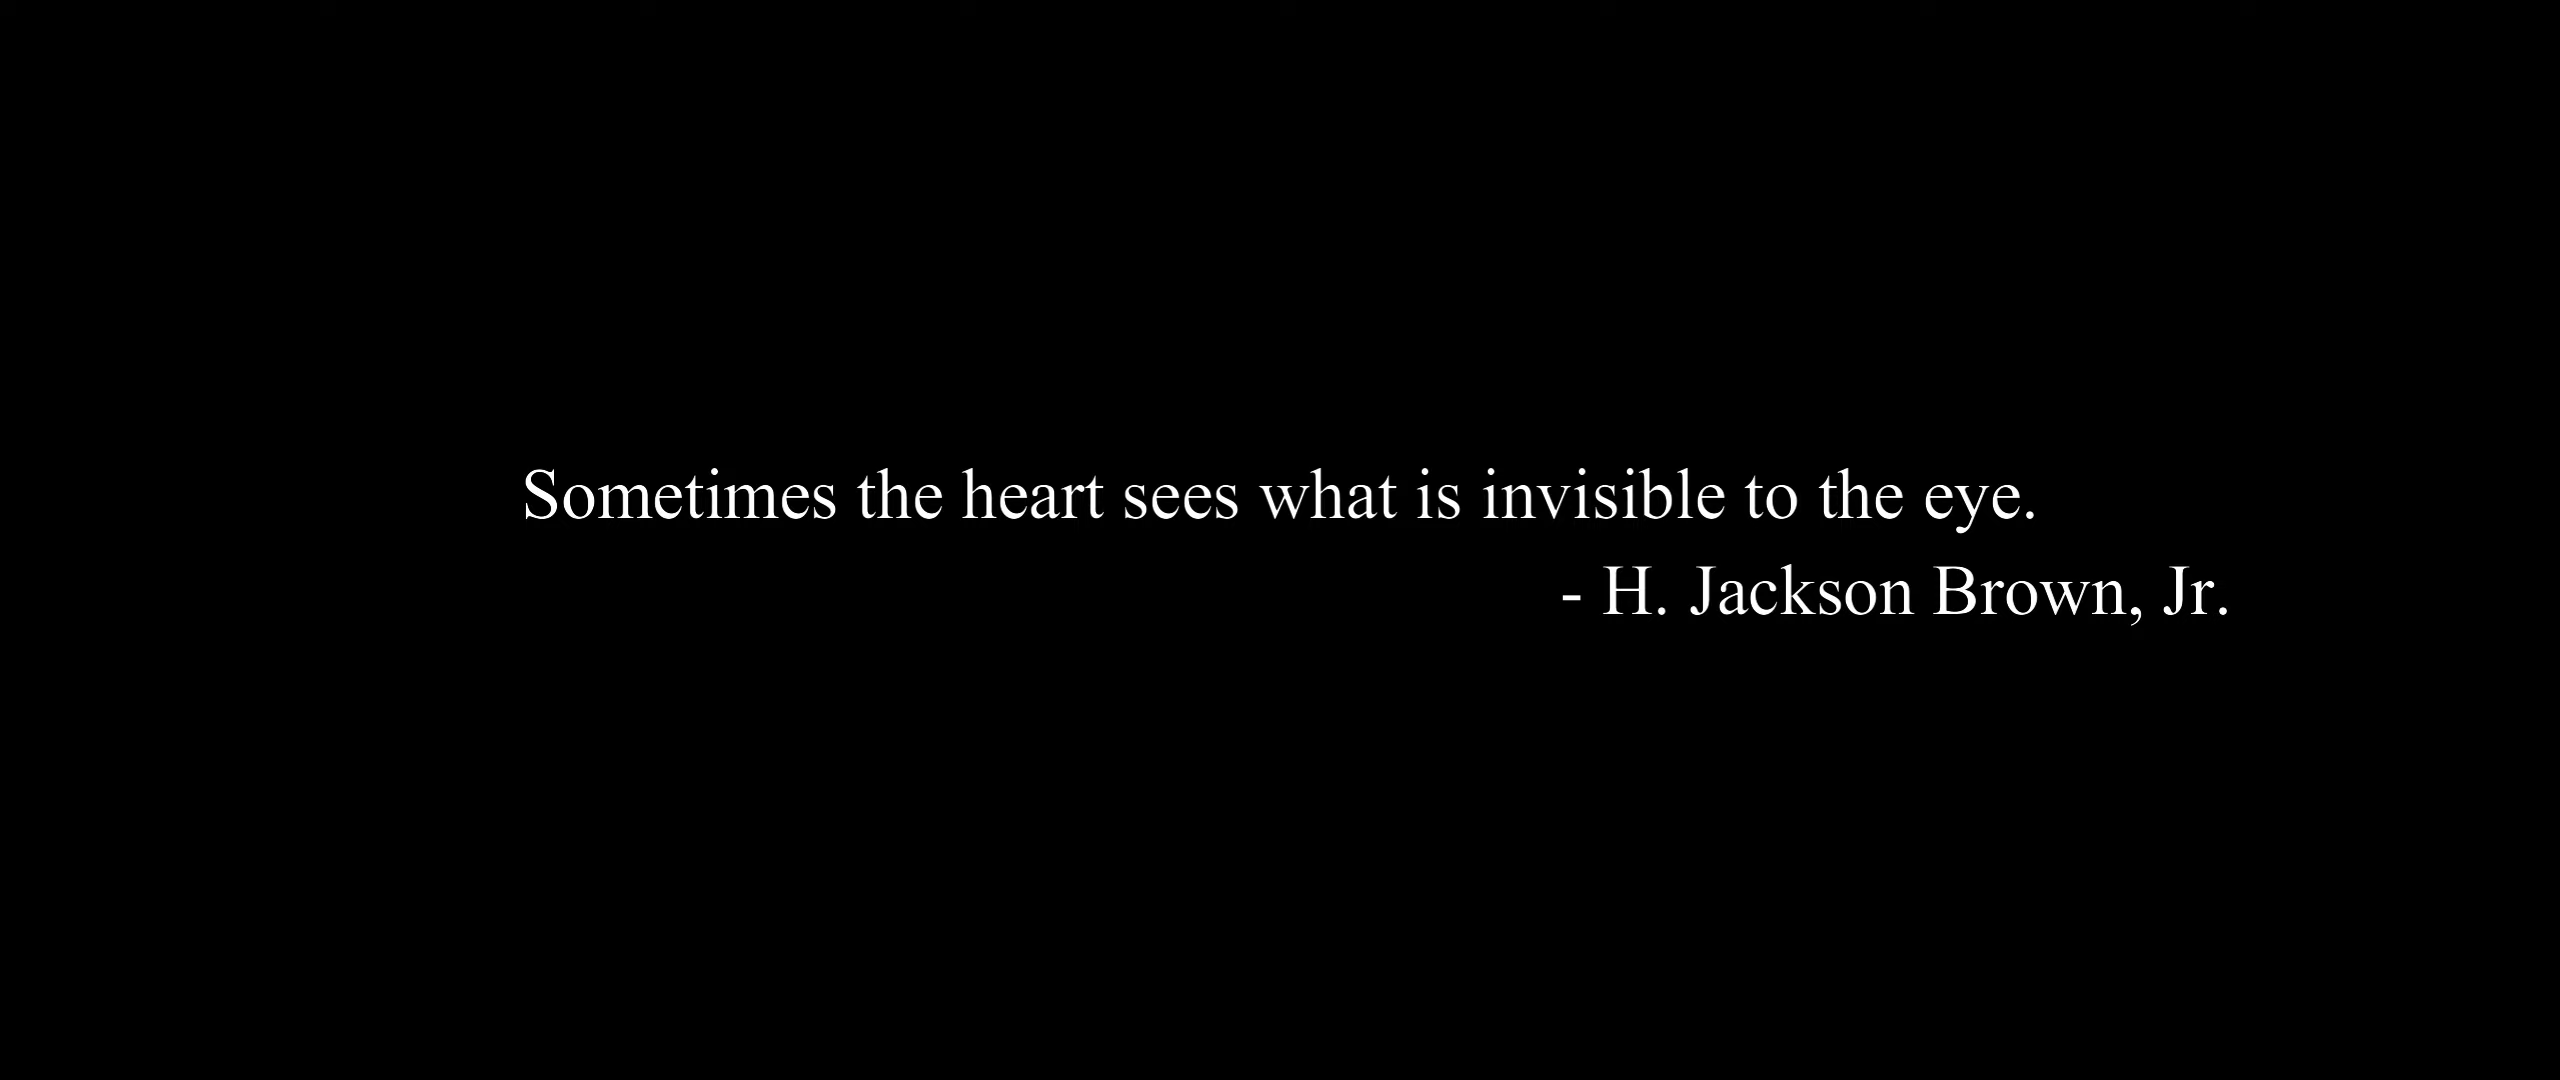 Sometimes the heart sees what is invisible to the eye.
- H. Jackson Brown, Jr.